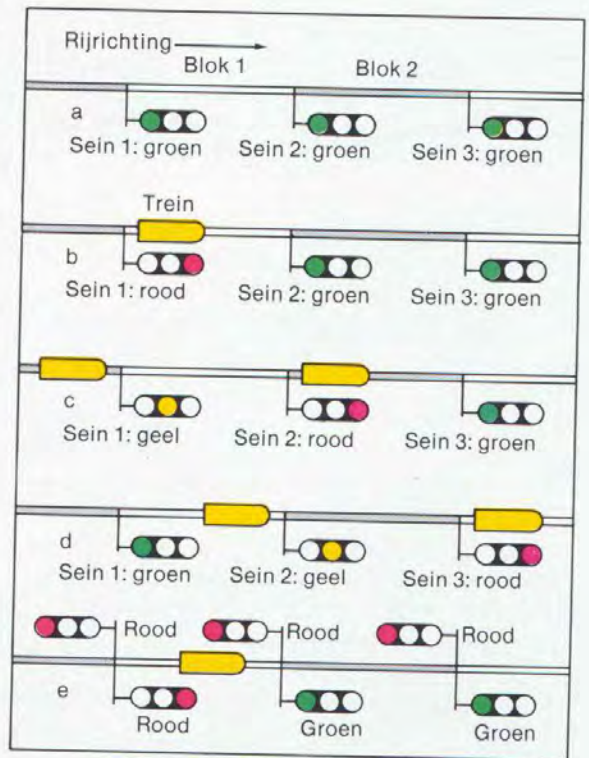 Rijrichting
Blok 1 Blok 2
a
Sein 1: groen Sein 2: groen Sein 3: groen
Trein
b
Sein 1: rood Sein 2: groen Sein 3: groen
c
Sein 1: geel Sein 2: rood Sein 3: groen
d
Sein 1: groen Sein 2: geel Sein 3: rood
Rood Rood Rood
e
Rood Groen Groen